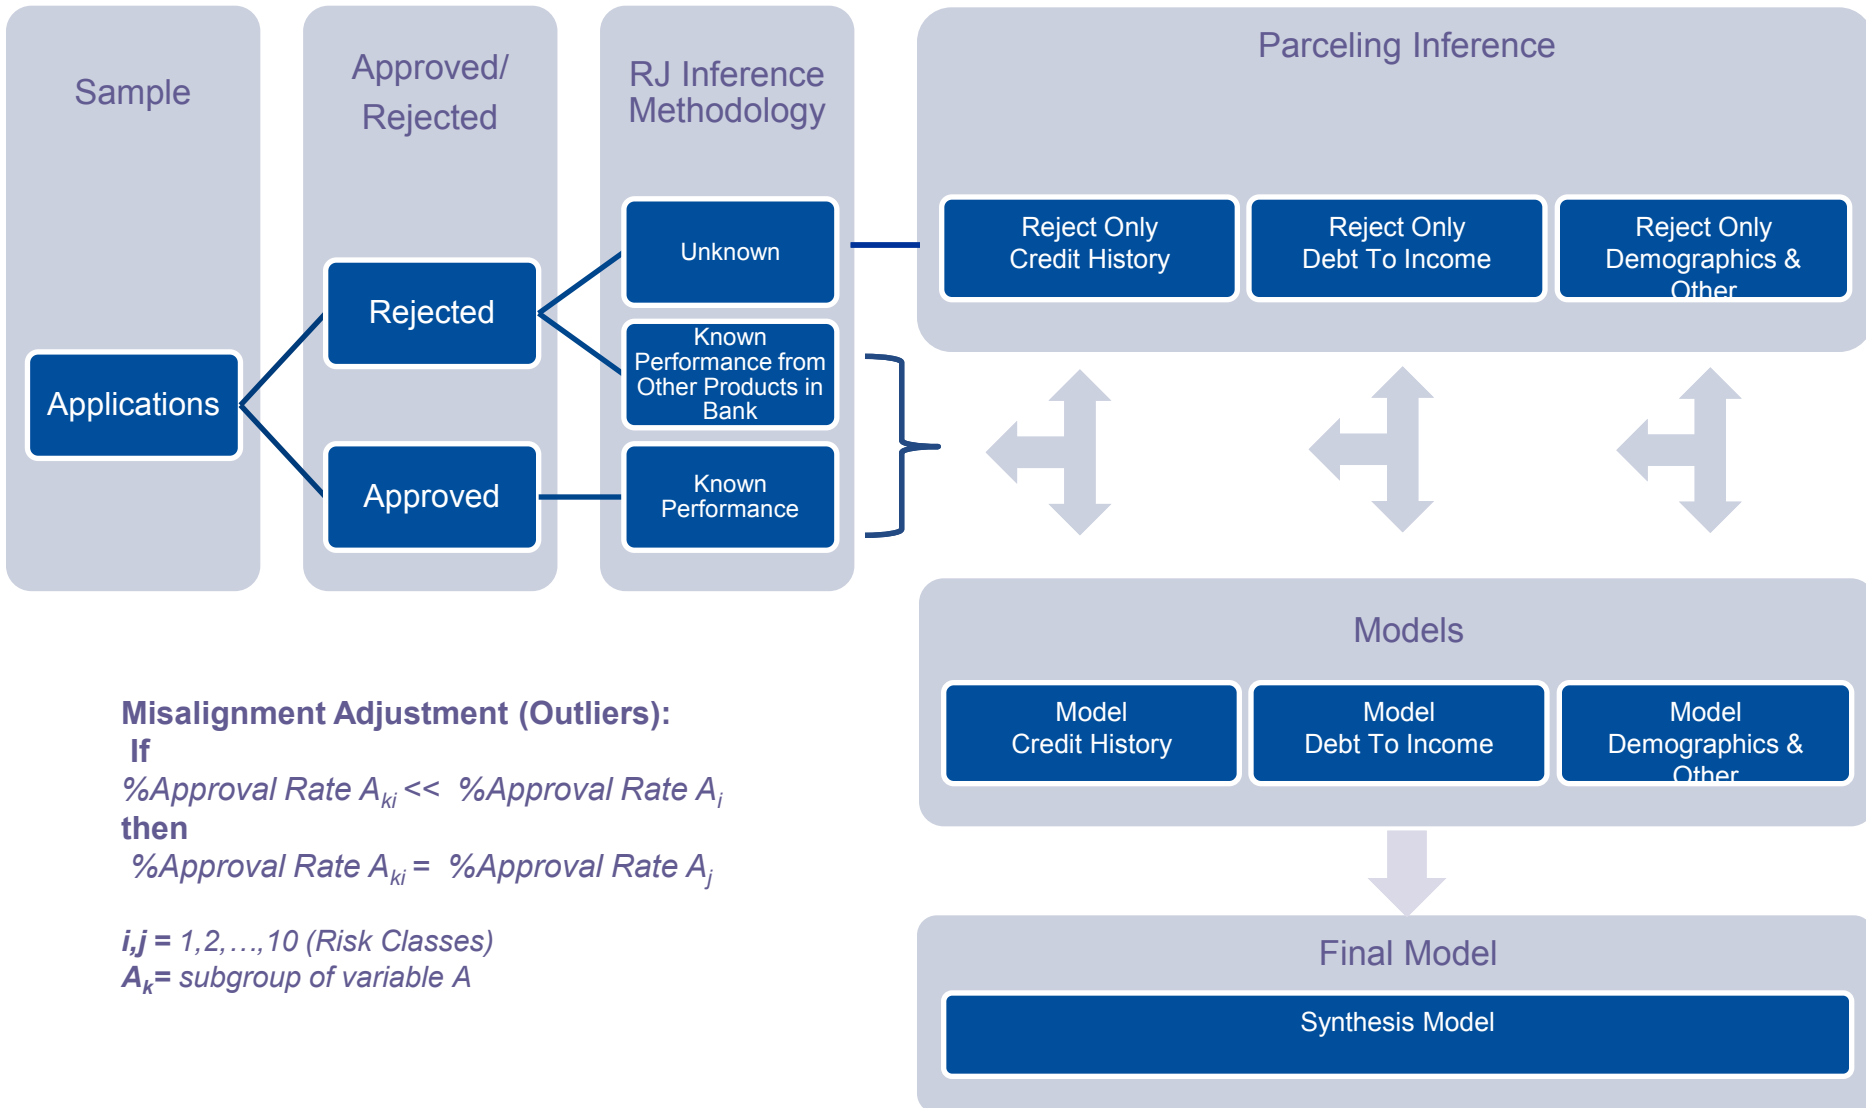 Sample
Approved/
Rejected
RJ Inference
Methodology
Parceling Inference
Applications
Rejected
Approved
Unknown
Known
Performance from
Other Products in
Bank
Known
Performance
Reject Only
Credit History
Reject Only
Debt To Income
Reject Only
Demographics &
Other
Models
Model
Credit History
Model
Debt To Income
Model
Demographics &
Other
Final Model
Synthesis Model
Misalignment Adjustment (Outliers):
If
%Approval Rate Aki << %Approval Rate Ai
then
%Approval Rate Aki = %Approval Rate Aj
i,j = 1,2,…,10 (Risk Classes)
Ak= subgroup of variable A